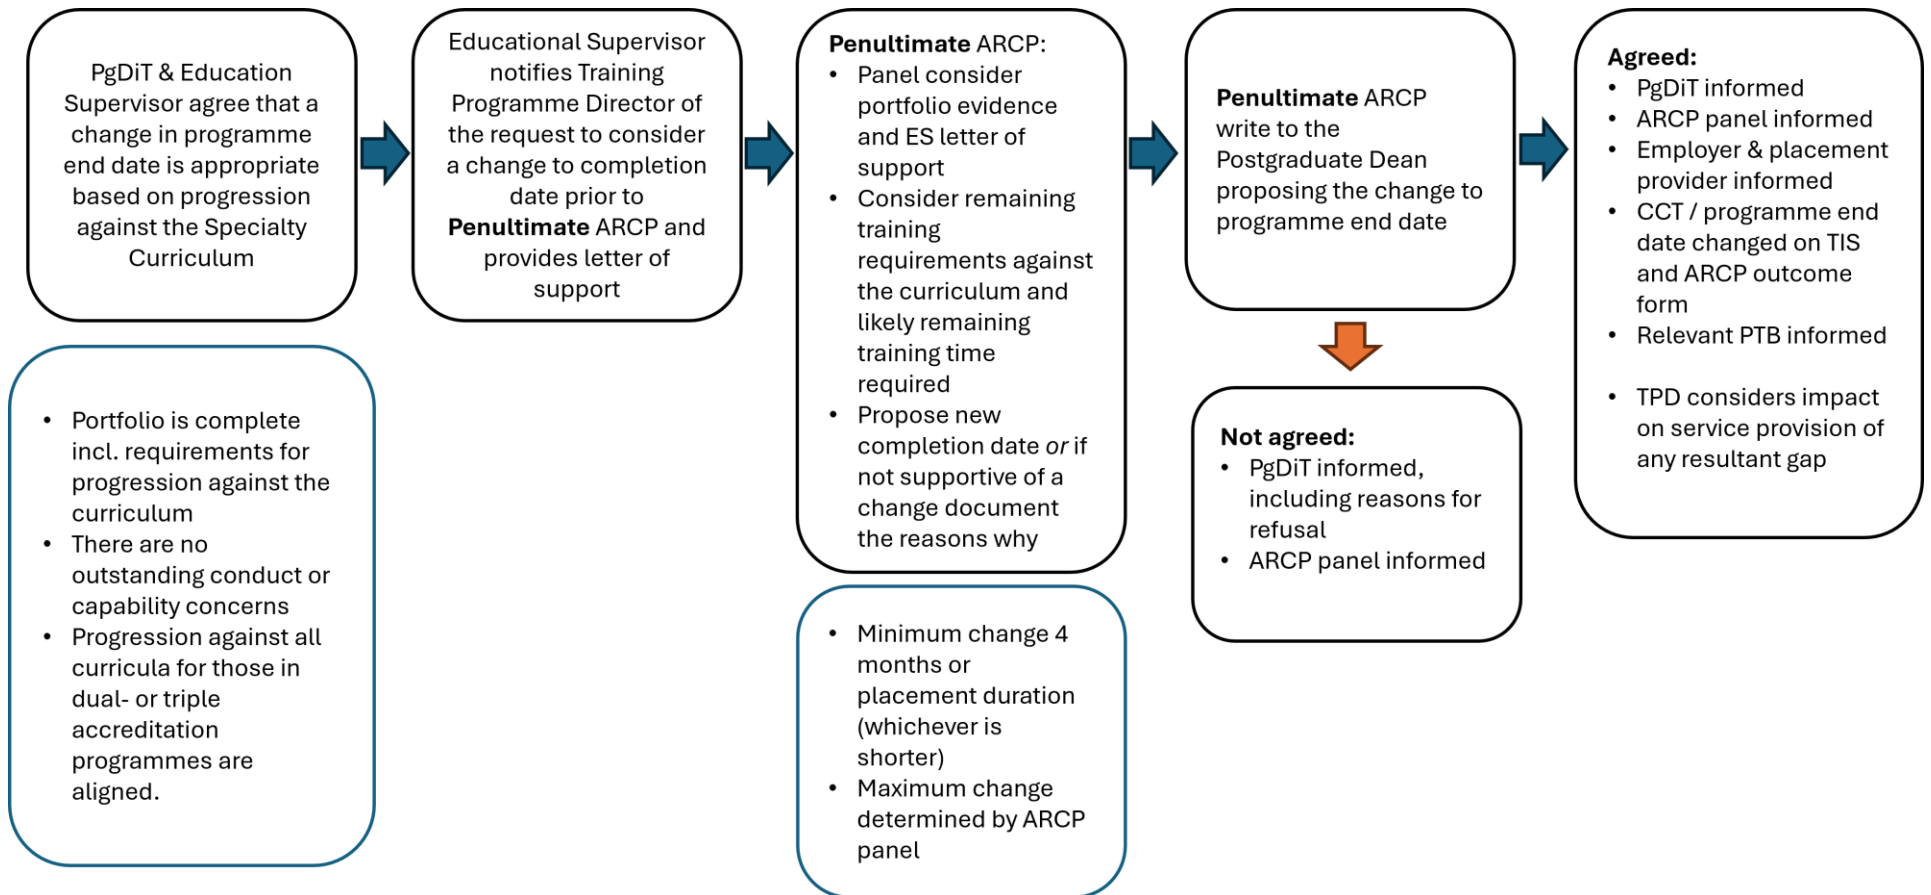 PgDiT & Education
Supervisor agree that a
change in programme
end date is appropriate
based on progression
against the Specialty
Curriculum
• Portfolio is complete
incl. requirements for
progression against the
curriculum
• There are no
outstanding conduct or
capability concerns
• Progression against all
curricula for those in
dual- or triple
accreditation
programmes are
aligned.
Educational Supervisor
notifies Training
Programme Director of
the request to consider
a change to completion
date prior to
Penultimate ARCP and
provides letter of
support
Penultimate ARCP:
• Panel consider
portfolio evidence
and ES letter of
support
• Consider remaining
training
requirements against
the curriculum and
likely remaining
training time
required
• Propose new
completion date or if
not supportive of a
change document
the reasons why
• Minimum change 4
months or
placement duration
(whichever is
shorter)
• Maximum change
determined by ARCP
panel
Penultimate ARCP
write to the
Postgraduate Dean
proposing the change to
programme end date
Not agreed:
• PgDiT informed,
including reasons for
refusal
• ARCP panel informed
Agreed:
• PgDiT informed
• ARCP panel informed
• Employer & placement
provider informed
• CCT / programme end
date changed on TIS
and ARCP outcome
form
• Relevant PTB informed
• TPD considers impact
on service provision of
any resultant gap